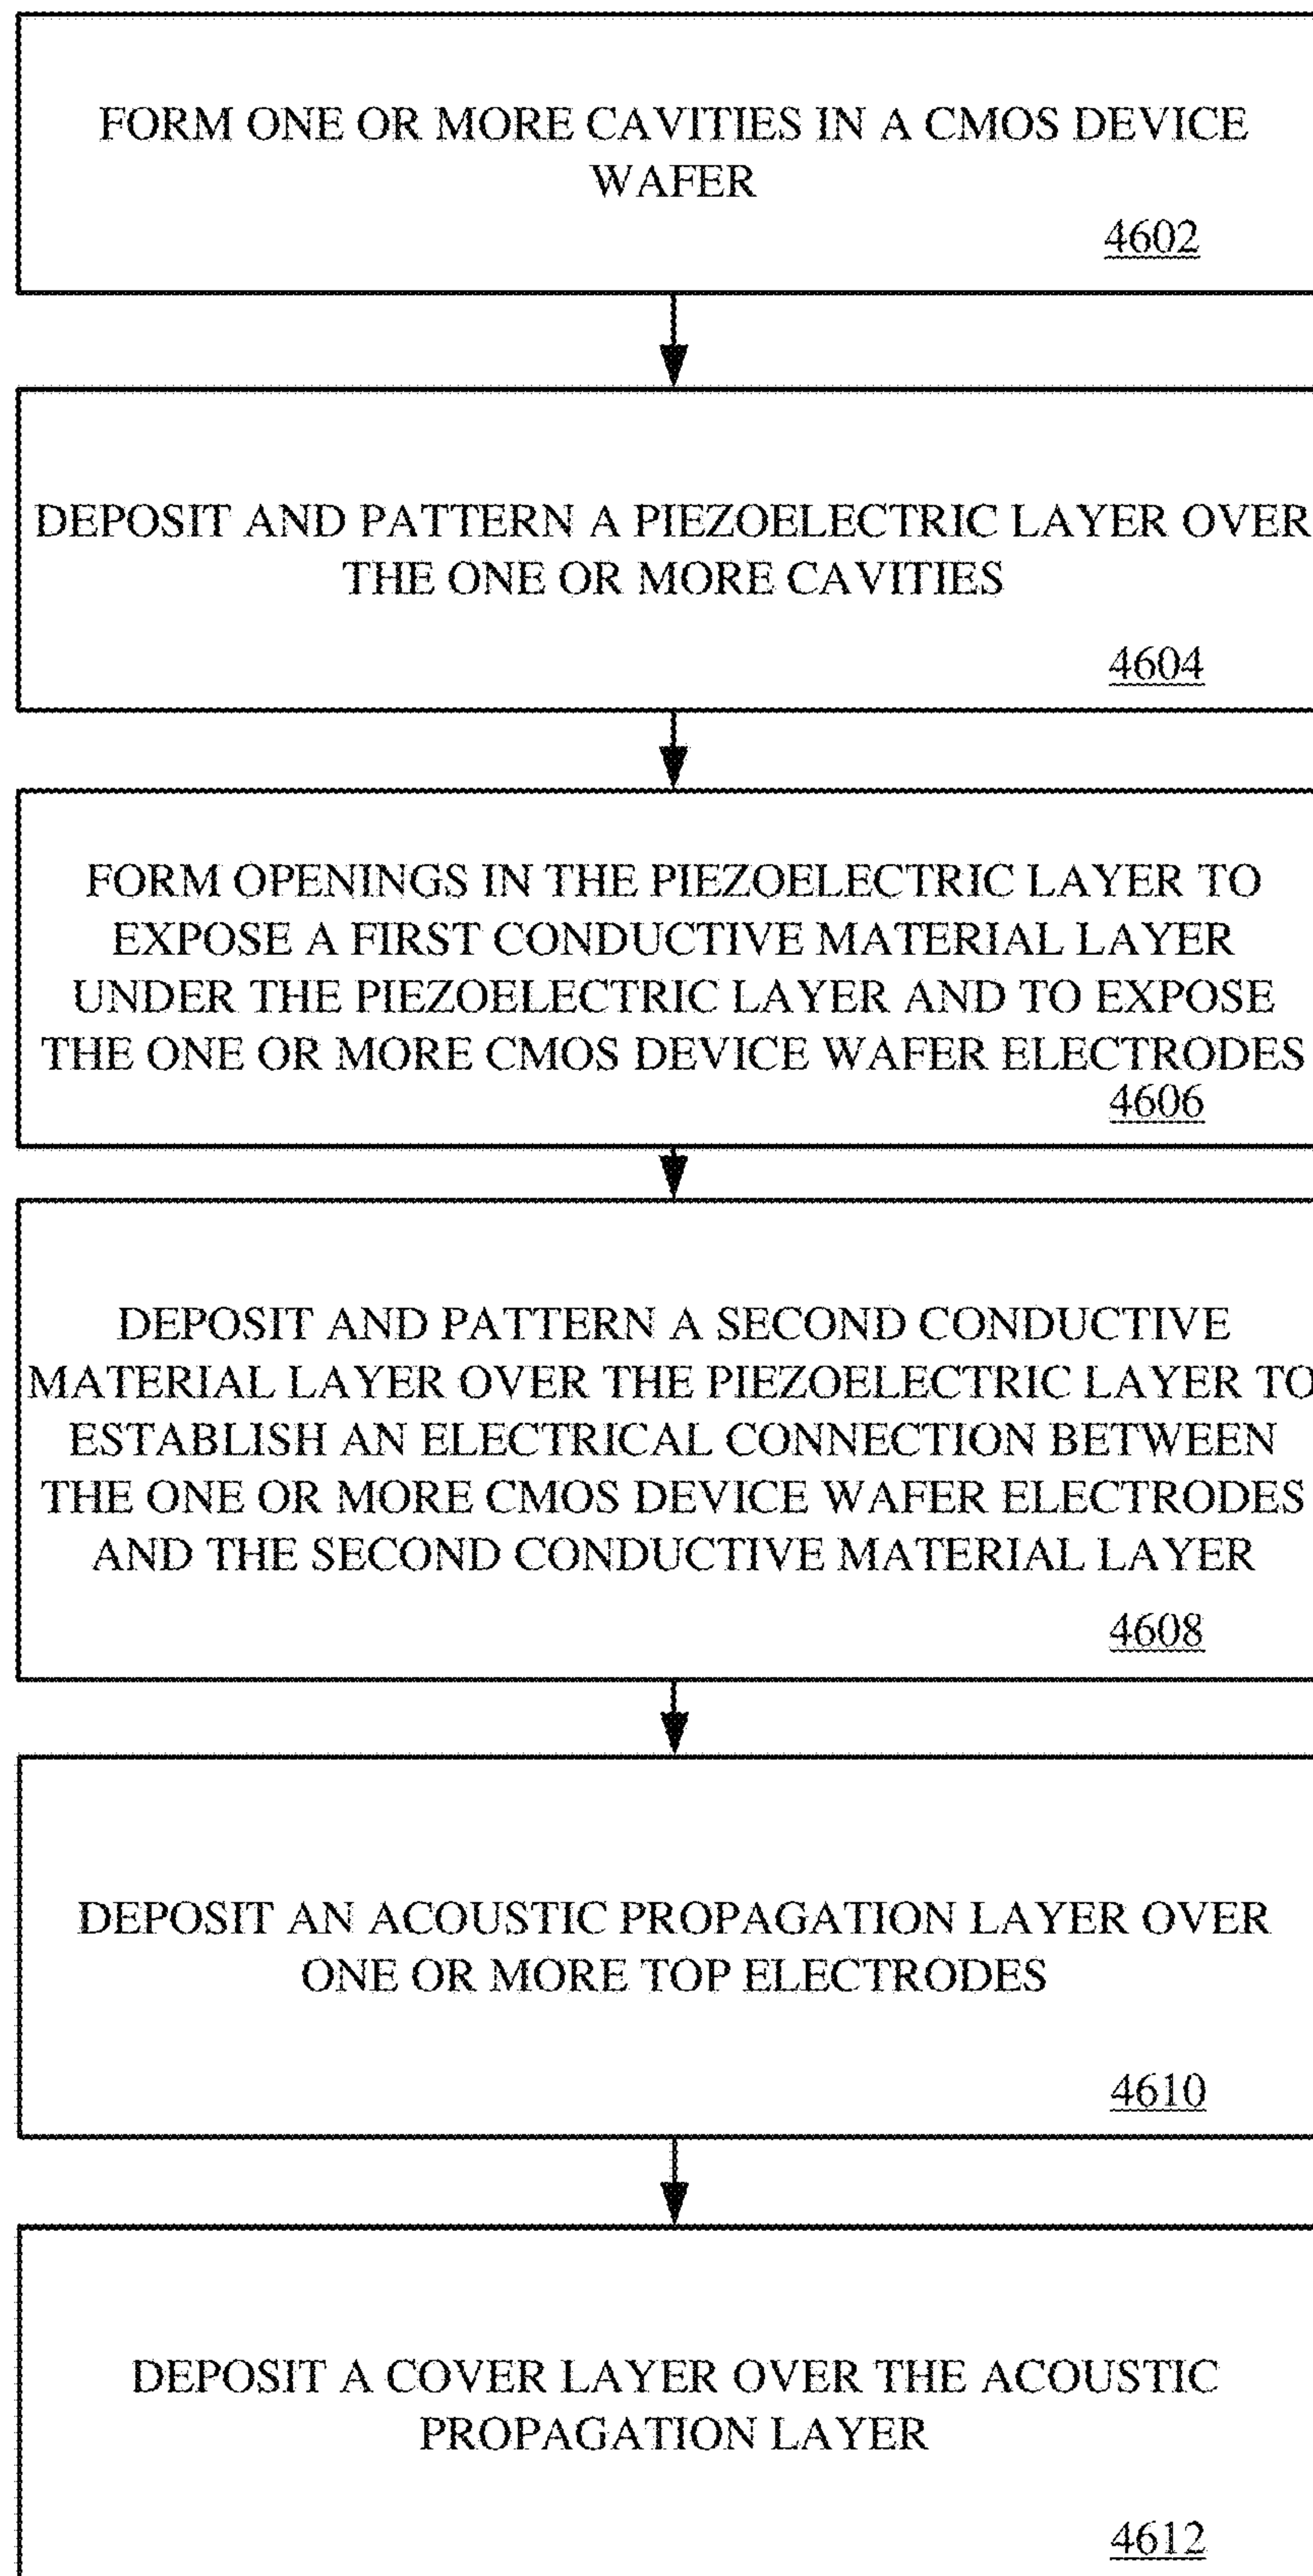 FORM ONE OR MORE CAVITIES IN A CMOS DEVICE
WAFER
4602
DEPOSIT AND PATTERN A PIEZOELECTRIC LAYER OVER
THE ONE OR MORE CAVITIES
4604
FORM OPENINGS IN THE PIEZOELECTRIC LAYER TO
EXPOSE A FIRST CONDUCTIVE MATERIAL LAYER
UNDER THE PIEZOELECTRIC LAYER AND TO EXPOSE
THE ONE OR MORE CMOS DEVICE WAFER ELECTRODES
4606
DEPOSIT AND PATTERN A SECOND CONDUCTIVE
MATERIAL LAYER OVER THE PIEZOELECTRIC LAYER TO
ESTABLISH AN ELECTRICAL CONNECTION BETWEEN
THE ONE OR MORE CMOS DEVICE WAFER ELECTRODES
AND THE SECOND CONDUCTIVE MATERIAL LAYER
4608
DEPOSIT AN ACOUSTIC PROPAGATION LAYER OVER
ONE OR MORE TOP ELECTRODES
4610
DEPOSIT A COVER LAYER OVER THE ACOUSTIC
PROPAGATION LAYER
4612